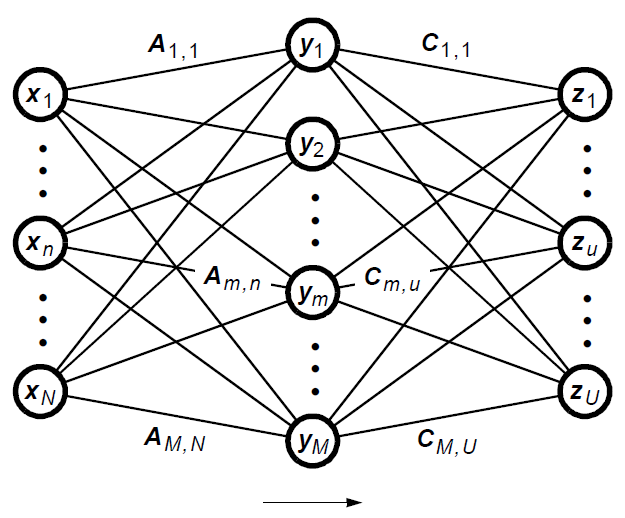 A1,1 y1 C1,1
x1 z1
y2
xn zu
Am,n Cm,u
ym
xN zU
AM,N yM CM,U